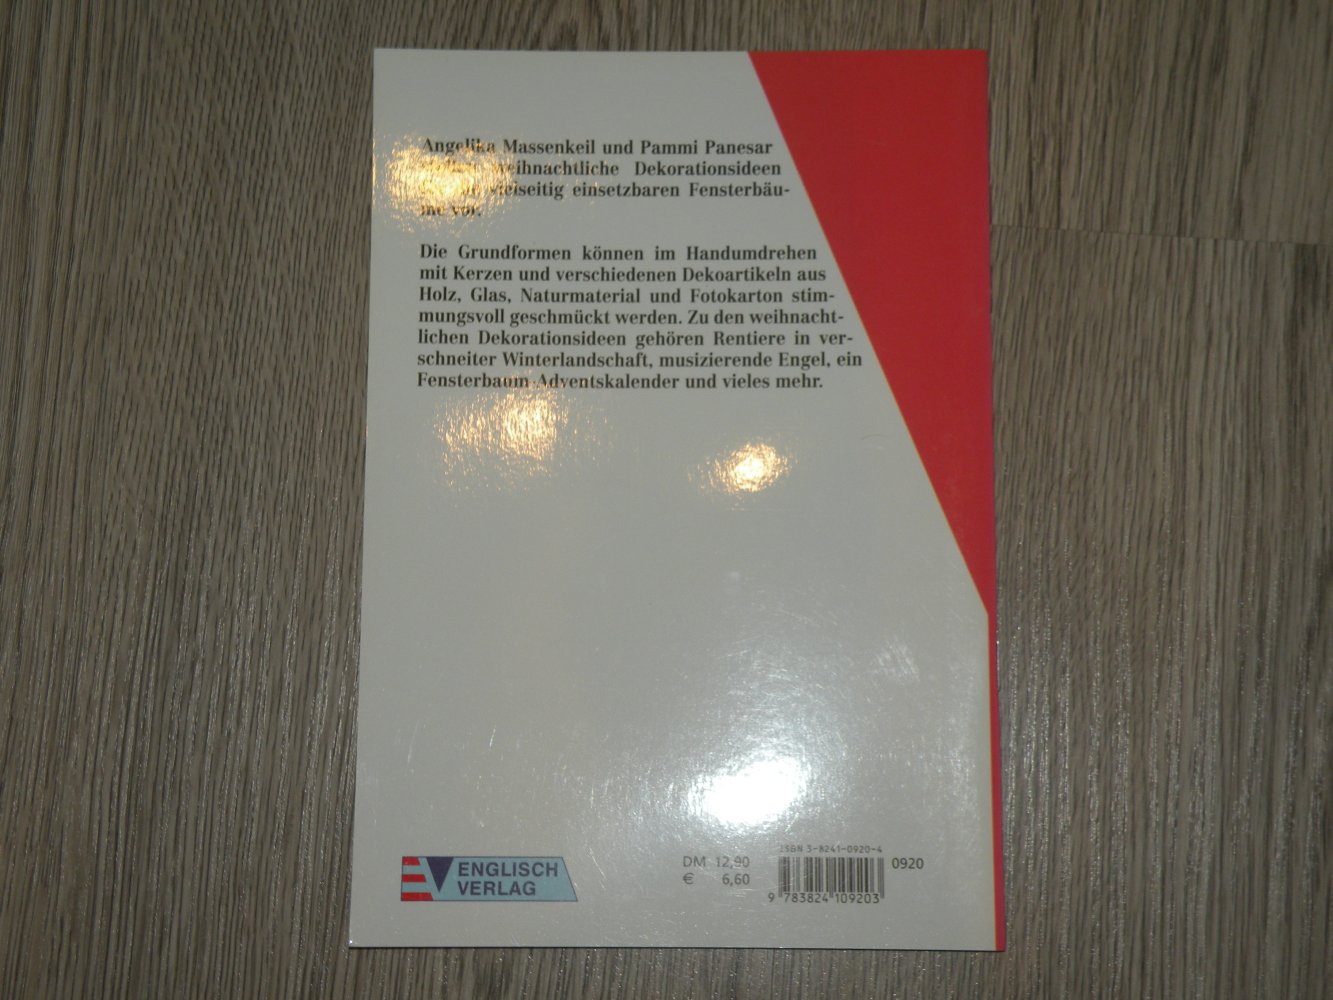 Angelika Massenkeil und Pammi Panesar
weihnachtliche Dekorationsideen
vielseitig einsetzbaren Fensterbäu-
me vor.
Die Grundformen können im Handumdrehen
mit Kerzen und verschiedenen Dekoartikeln aus
Holz, Glas, Naturmaterial und Fotokarton stim-
mungsvoll geschmückt werden. Zu den weihnacht-
lichen Dekorationsideen gehören Rentiere in ver-
schneiter Winterlandschaft, musizierende Engel, ein
Fensterbaum-Adventskalender und vieles mehr.
ENGLISCH
VERLAG
DM 12,90
€ 6,60
ISBN 3-8241-0920-4
0920
9 783824 109203